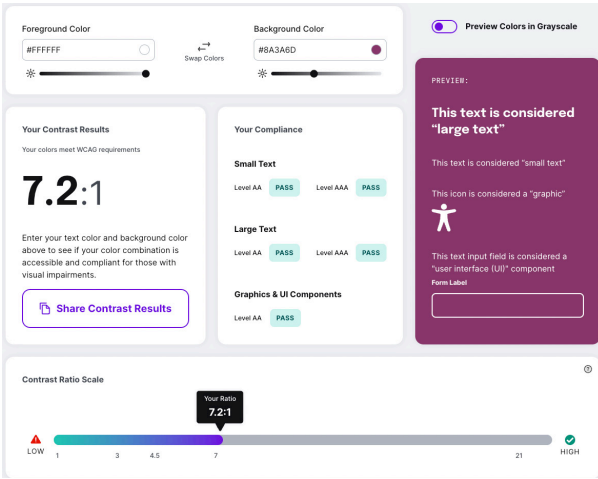 Foreground Color
#FFFFFF
Swap Colors
Background Color
#8A3A6D
Preview Colors in Grayscale
Your Contrast Results
Your colors meet WCAG requirements
7.2:1
Enter your text color and background color
above to see if your color combination is
accessible and compliant for those with
visual impairments.
Share Contrast Results
Your Compliance
Small Text
Level AA PASS Level AAA PASS
Large Text
Level AA PASS Level AAA PASS
Graphics & UI Components
Level AA PASS
PREVIEW:
This text is considered
“large text”
This text is considered “small text”
This icon is considered a “graphic”
This text input field is considered a
“user interface (UI)” component
Form Label
Contrast Ratio Scale
?
Your Ratio
7.2:1
LOW
1 3 4.5 7 21
HIGH